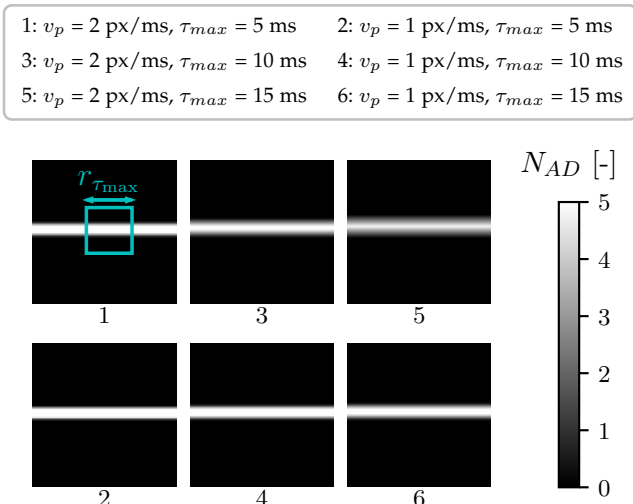 1: v_p = 2 px/ms, τ_max = 5 ms 2: v_p = 1 px/ms, τ_max = 5 ms
3: v_p = 2 px/ms, τ_max = 10 ms 4: v_p = 1 px/ms, τ_max = 10 ms
5: v_p = 2 px/ms, τ_max = 15 ms 6: v_p = 1 px/ms, τ_max = 15 ms
N_AD [-]
r_τ_max
5
4
3
2
1
0
1 3 5
2 4 6